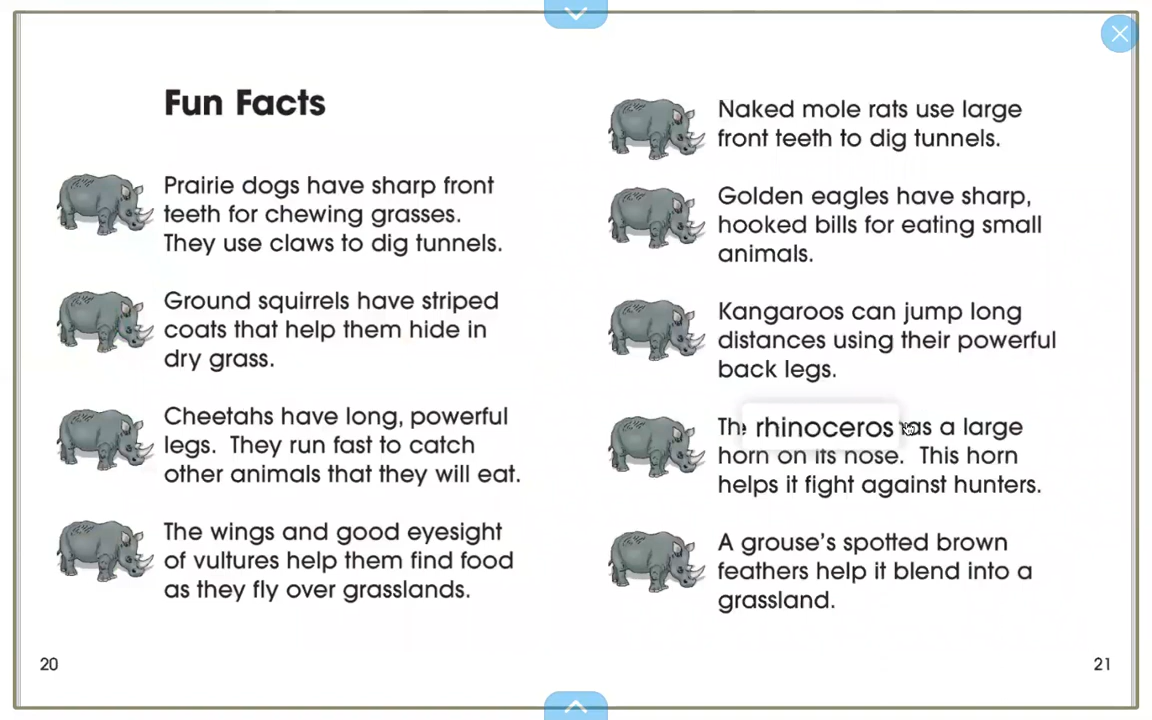 Fun Facts
Prairie dogs have sharp front
teeth for chewing grasses.
They use claws to dig tunnels.
Ground squirrels have striped
coats that help them hide in
dry grass.
Cheetahs have long, powerful
legs. They run fast to catch
other animals that they will eat.
The wings and good eyesight
of vultures help them find food
as they fly over grasslands.
20
Naked mole rats use large
front teeth to dig tunnels.
Golden eagles have sharp,
hooked bills for eating small
animals.
Kangaroos can jump long
distances using their powerful
back legs.
The rhinoceros has a large
horn on its nose. This horn
helps it fight against hunters.
A grouse's spotted brown
feathers help it blend into a
grassland.
21